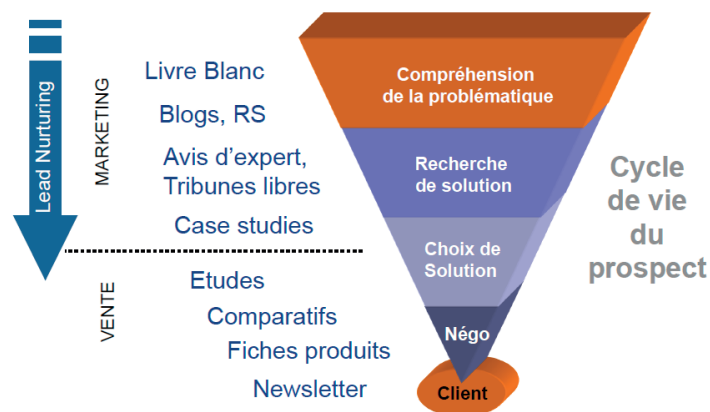 Lead Nurturing
MARKETING
VENTE
Livre Blanc
Blogs, RS
Avis d'expert,
Tribunes libres
Case studies
Etudes
Comparatifs
Fiches produits
Newsletter
Compréhension
de la problématique
Recherche
de solution
Choix de
Solution
Négo
Client
Cycle
de vie
du
prospect